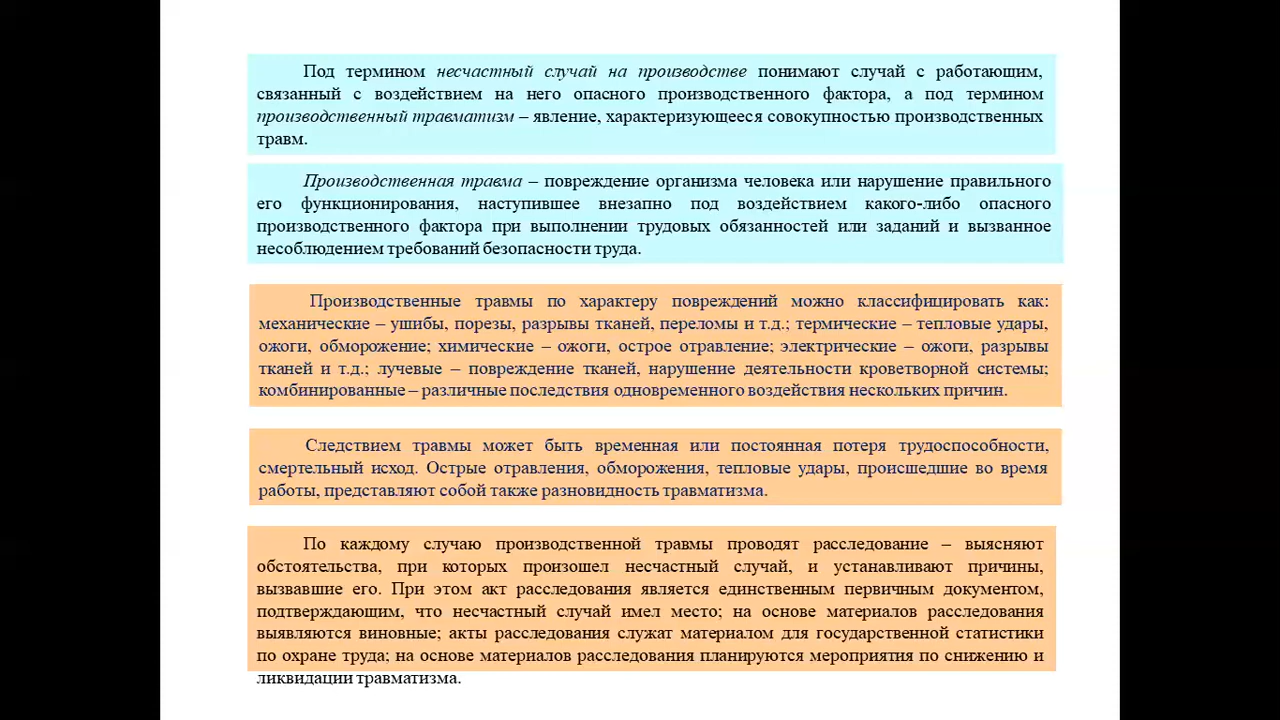 Под термином несчастный случай на производстве понимают случай с работающим,
связанный с воздействием на него опасного производственного фактора, а под термином
производственный травматизм – явление, характеризующееся совокупностью производственных
травм.
Производственная травма – повреждение организма человека или нарушение правильного
его функционирования, наступившее внезапно под воздействием какого-либо опасного
производственного фактора при выполнении трудовых обязанностей или заданий и вызванное
несоблюдением требований безопасности труда.
Производственные травмы по характеру повреждений можно классифицировать как:
механические – ушибы, порезы, разрывы тканей, переломы и т.д.; термические – тепловые удары,
ожоги, обморожение; химические – ожоги, острое отравление; электрические – ожоги, разрывы
тканей и т.д.; лучевые – повреждение тканей, нарушение деятельности кроветворной системы;
комбинированные – различные последствия одновременного воздействия нескольких причин.
Следствием травмы может быть временная или постоянная потеря трудоспособности,
смертельный исход. Острые отравления, обморожения, тепловые удары, происшедшие во время
работы, представляют собой также разновидность травматизма.
По каждому случаю производственной травмы проводят расследование – выясняют
обстоятельства, при которых произошел несчастный случай, и устанавливают причины,
вызвавшие его. При этом акт расследования является единственным первичным документом,
подтверждающим, что несчастный случай имел место; на основе материалов расследования
выявляются виновные; акты расследования служат материалом для государственной статистики
по охране труда; на основе материалов расследования планируются мероприятия по снижению и
ликвидации травматизма.